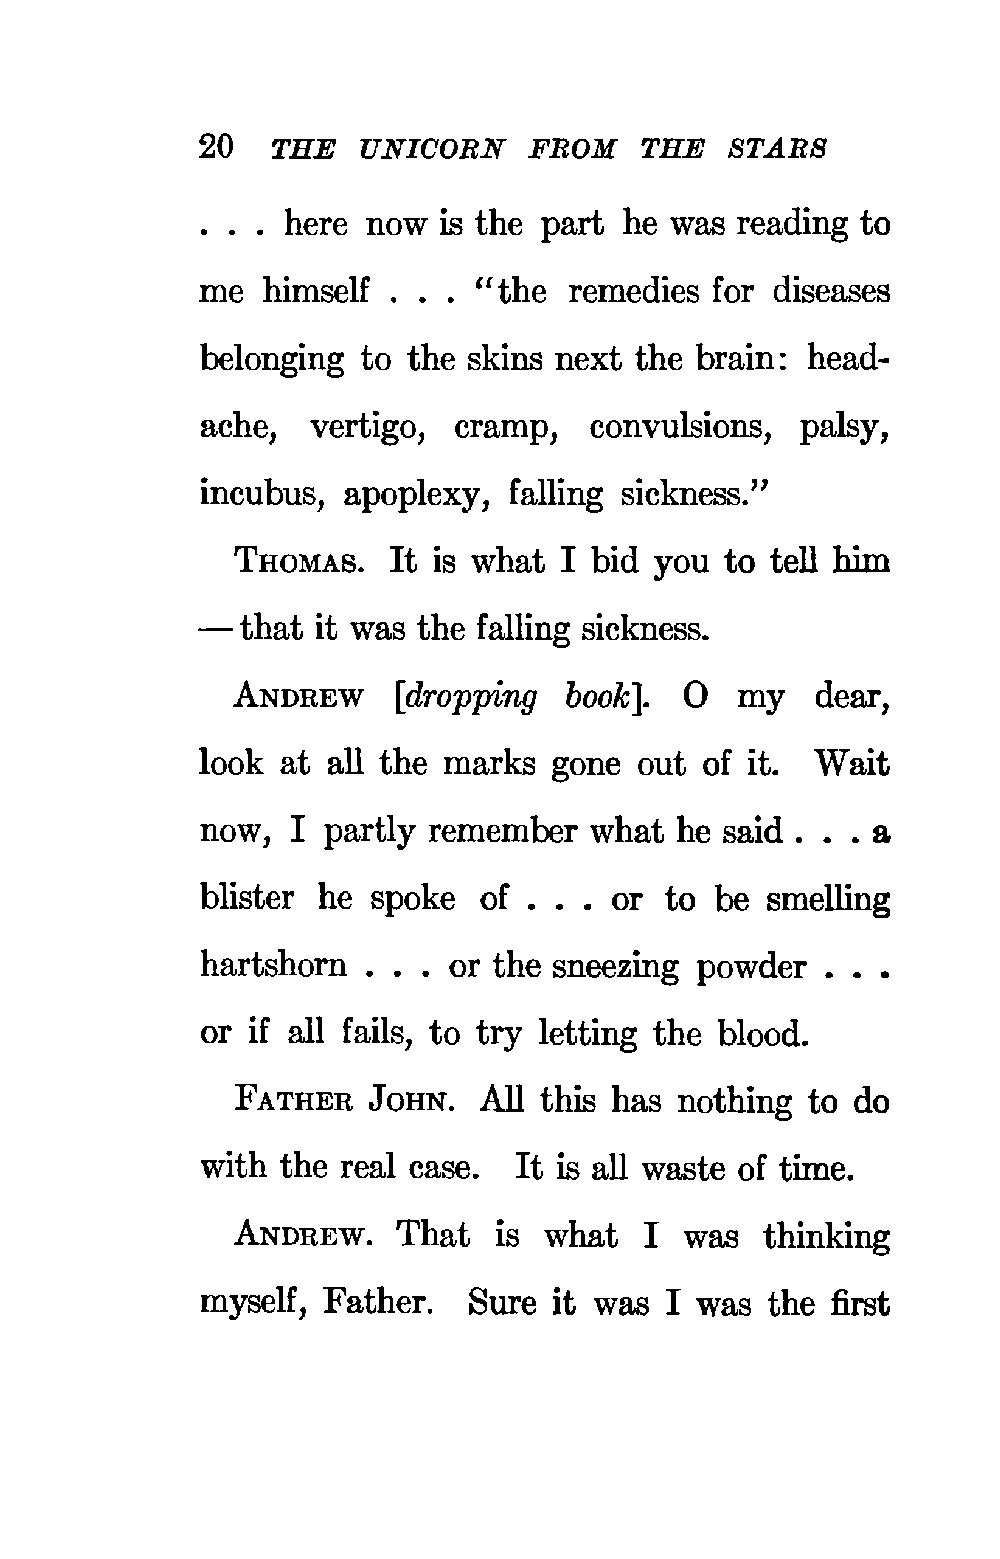 20 THE UNICORN FROM THE STARS
. . . here now is the part he was reading to
me himself . . . “the remedies for diseases
belonging to the skins next the brain: head-
ache, vertigo, cramp, convulsions, palsy,
incubus, apoplexy, falling sickness.”
THOMAS. It is what I bid you to tell him
— that it was the falling sickness.
ANDREW [dropping book]. O my dear,
look at all the marks gone out of it. Wait
now, I partly remember what he said . . . a
blister he spoke of . . . or to be smelling
hartshorn . . . or the sneezing powder . . .
or if all fails, to try letting the blood.
FATHER JOHN. All this has nothing to do
with the real case. It is all waste of time.
ANDREW. That is what I was thinking
myself, Father. Sure it was I was the first